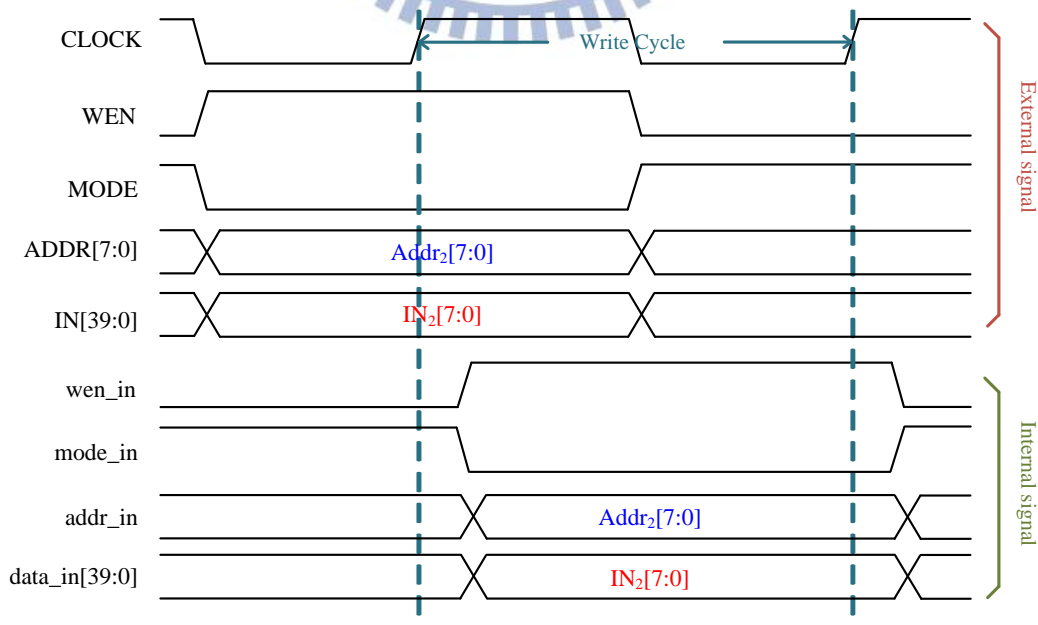 CLOCK
Write Cycle
WEN
MODE
ADDR[7:0]
Addr₂[7:0]
IN[39:0]
IN₂[7:0]
External signal
wen_in
mode_in
addr_in
Addr₂[7:0]
data_in[39:0]
IN₂[7:0]
Internal signal